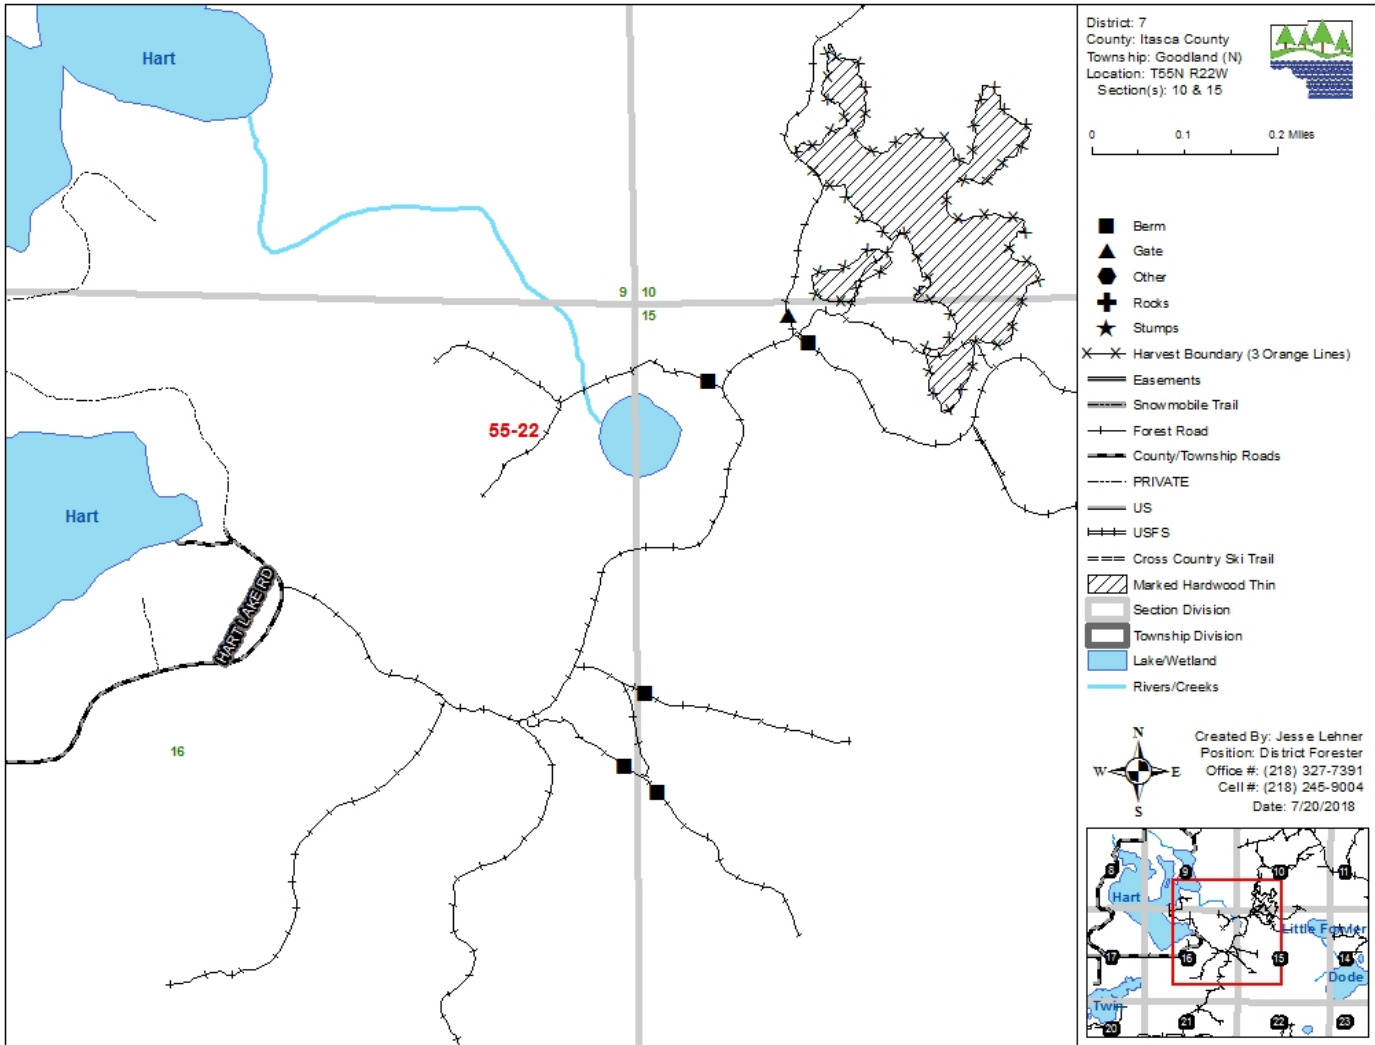 Hart
9 10
15
55-22
Hart
HART LAKE RD
16
District: 7
County: Itasca County
Township: Goodland (N)
Location: T55N R22W
Section(s): 10 & 15
0 0.1 0.2 Miles
Berm
Gate
Other
Rocks
Stumps
Harvest Boundary (3 Orange Lines)
Easements
Snowmobile Trail
Forest Road
County/Township Roads
PRIVATE
US
USFS
Cross Country Ski Trail
Marked Hardwood Thin
Section Division
Township Division
Lake/Wetland
Rivers/Creeks
N
W E
S
Created By: Jesse Lehner
Position: District Forester
Office #: (218) 327-7391
Cell #: (218) 245-9004
Date: 7/20/2018
8 9 10 11
Hart
Little Fowler
17 16 15 14
Dode
Twin
20 21 22 23